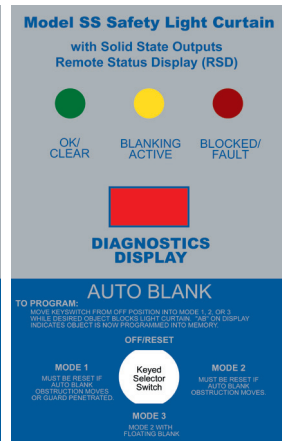 Model SS Safety Light Curtain
with Solid State Outputs
Remote Status Display (RSD)
OK/
CLEAR
BLANKING
ACTIVE
BLOCKED/
FAULT
DIAGNOSTICS
DISPLAY
AUTO BLANK
TO PROGRAM:
MOVE KEYSWITCH FROM OFF POSITION INTO MODE 1, 2, OR 3
WHILE DESIRED OBJECT BLOCKS LIGHT CURTAIN. "AB" ON DISPLAY
INDICATES OBJECT IS NOW PROGRAMMED INTO MEMORY.
OFF/RESET
MODE 1
MUST BE RESET IF
AUTO BLANK
OBSTRUCTION MOVES
OR GUARD PENETRATED.
Keyed
Selector
Switch
MODE 2
MUST BE RESET IF
AUTO BLANK
OBSTRUCTION MOVES.
MODE 3
MODE 2 WITH
FLOATING BLANK